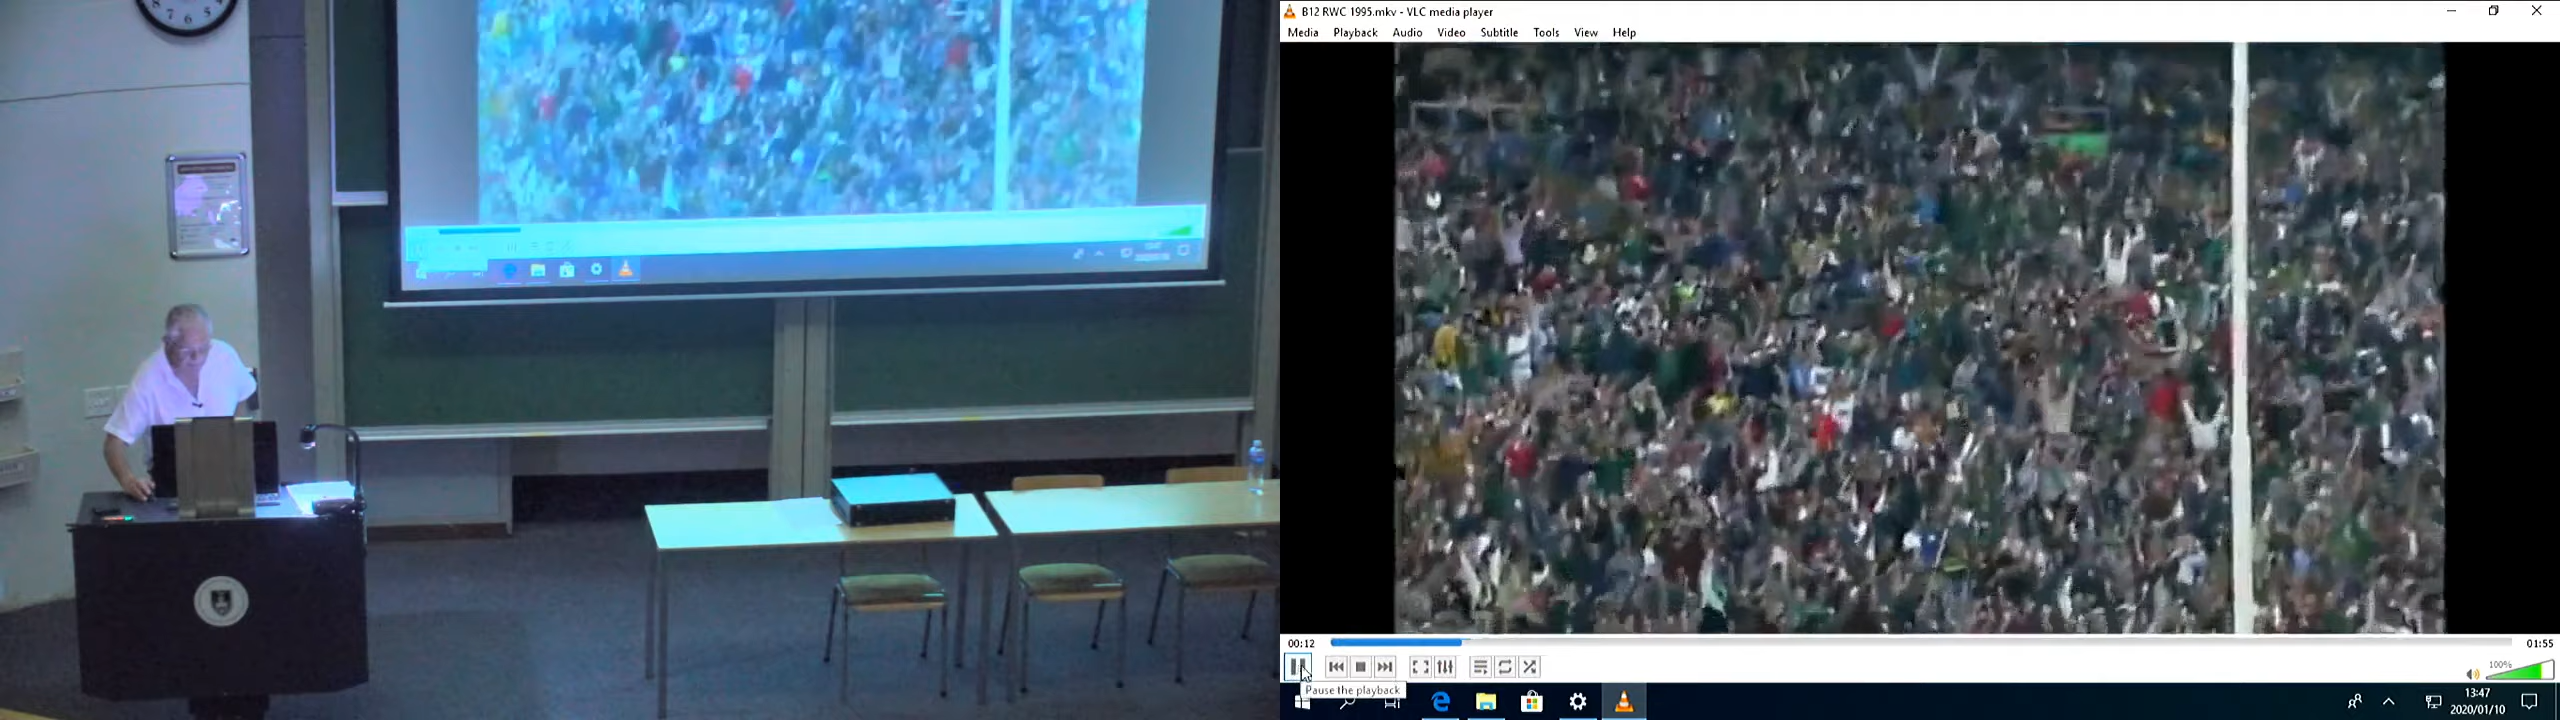 B12 RWC 1995.mkv - VLC media player
Media Playback Audio Video Subtitle Tools View Help
00:12
01:55
100%
Pause the playback
13:47
2020/01/10